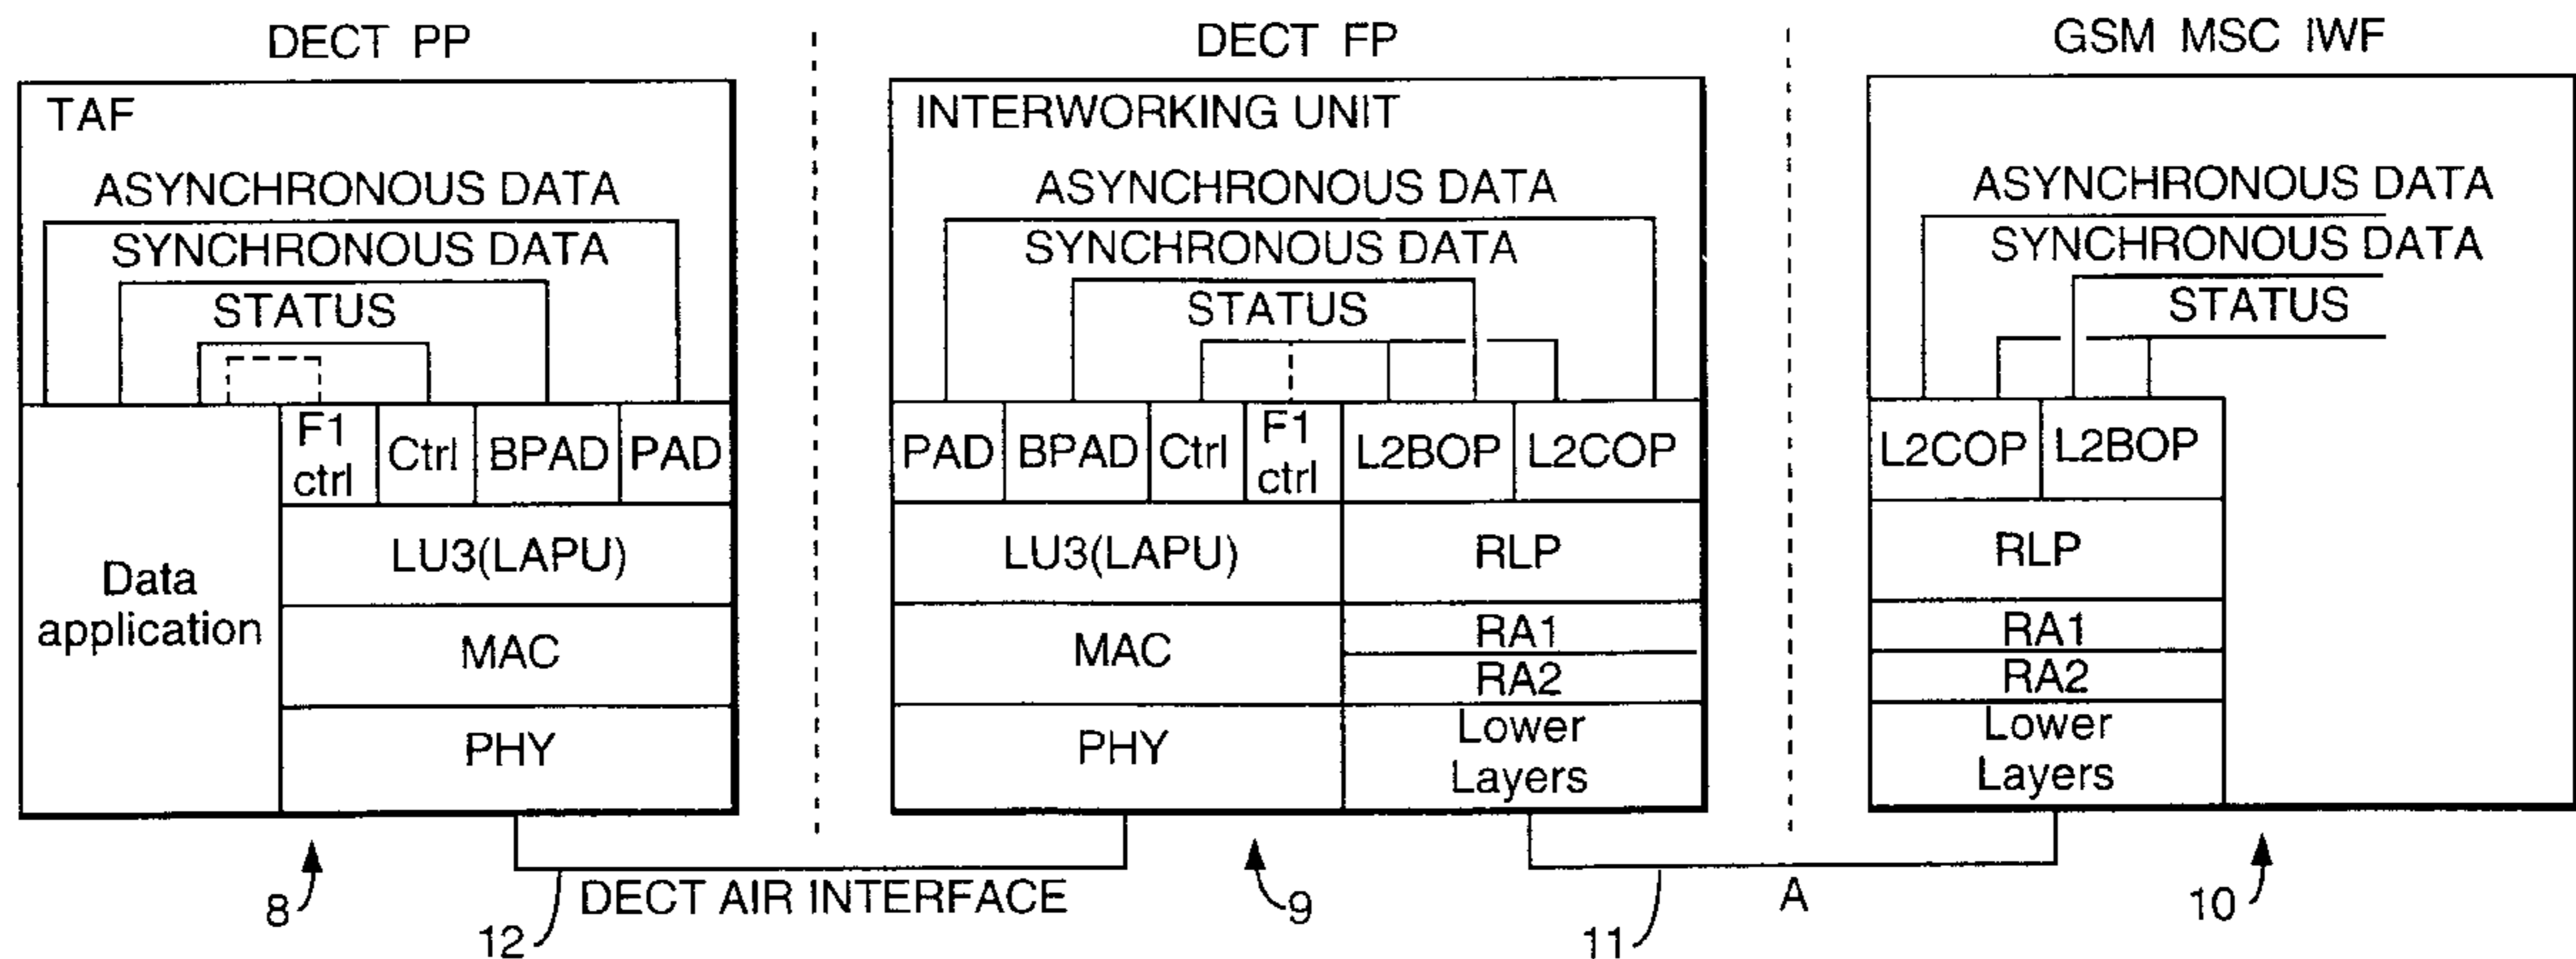 DECT PP
TAF
ASYNCHRONOUS DATA
SYNCHRONOUS DATA
STATUS
Data
application
F1
ctrl
Ctrl
BPAD
PAD
LU3(LAPU)
MAC
PHY
8
12
DECT AIR INTERFACE
DECT FP
INTERWORKING UNIT
ASYNCHRONOUS DATA
SYNCHRONOUS DATA
STATUS
PAD
BPAD
Ctrl
F1
ctrl
L2BOP
L2COP
LU3(LAPU)
RLP
MAC
RA1
RA2
PHY
Lower
Layers
9
11
A
GSM MSC IWF
ASYNCHRONOUS DATA
SYNCHRONOUS DATA
STATUS
L2COP
L2BOP
RLP
RA1
RA2
Lower
Layers
10